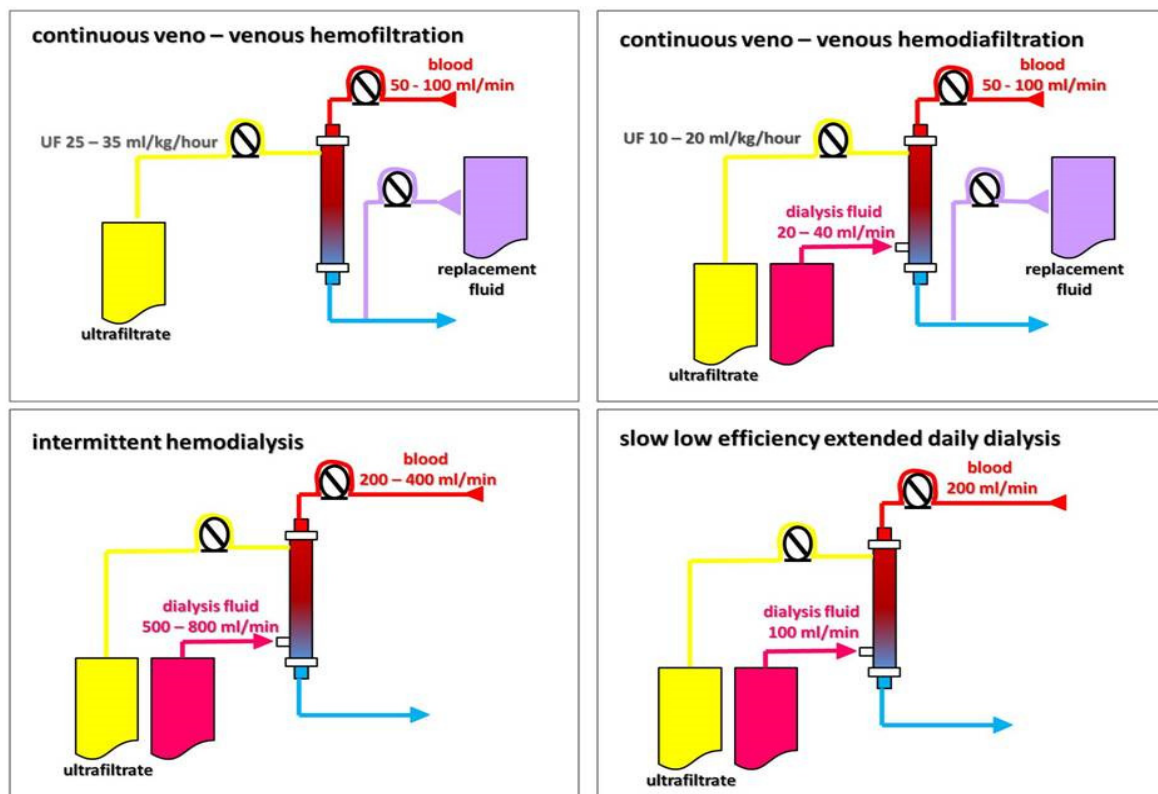 continuous veno – venous hemofiltration
blood
50 - 100 ml/min
UF 25 – 35 ml/kg/hour
replacement
fluid
ultrafiltrate
continuous veno – venous hemodiafiltration
blood
50 - 100 ml/min
UF 10 – 20 ml/kg/hour
dialysis fluid
20 – 40 ml/min
replacement
fluid
ultrafiltrate
intermittent hemodialysis
blood
200 – 400 ml/min
dialysis fluid
500 – 800 ml/min
ultrafiltrate
slow low efficiency extended daily dialysis
blood
200 ml/min
dialysis fluid
100 ml/min
ultrafiltrate